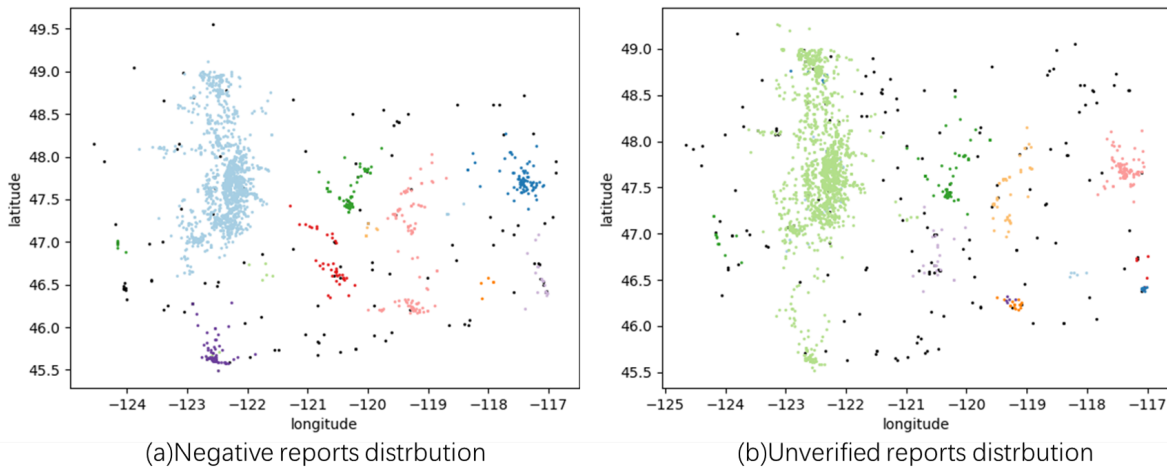 49.5
49.0
48.5
48.0
47.5
47.0
46.5
46.0
45.5
latitude
−124 −123 −122 −121 −120 −119 −118 −117
longitude
(a)Negative reports distrbution
49.0
48.5
48.0
47.5
47.0
46.5
46.0
45.5
latitude
−125 −124 −123 −122 −121 −120 −119 −118 −117
longitude
(b)Unverified reports distrbution